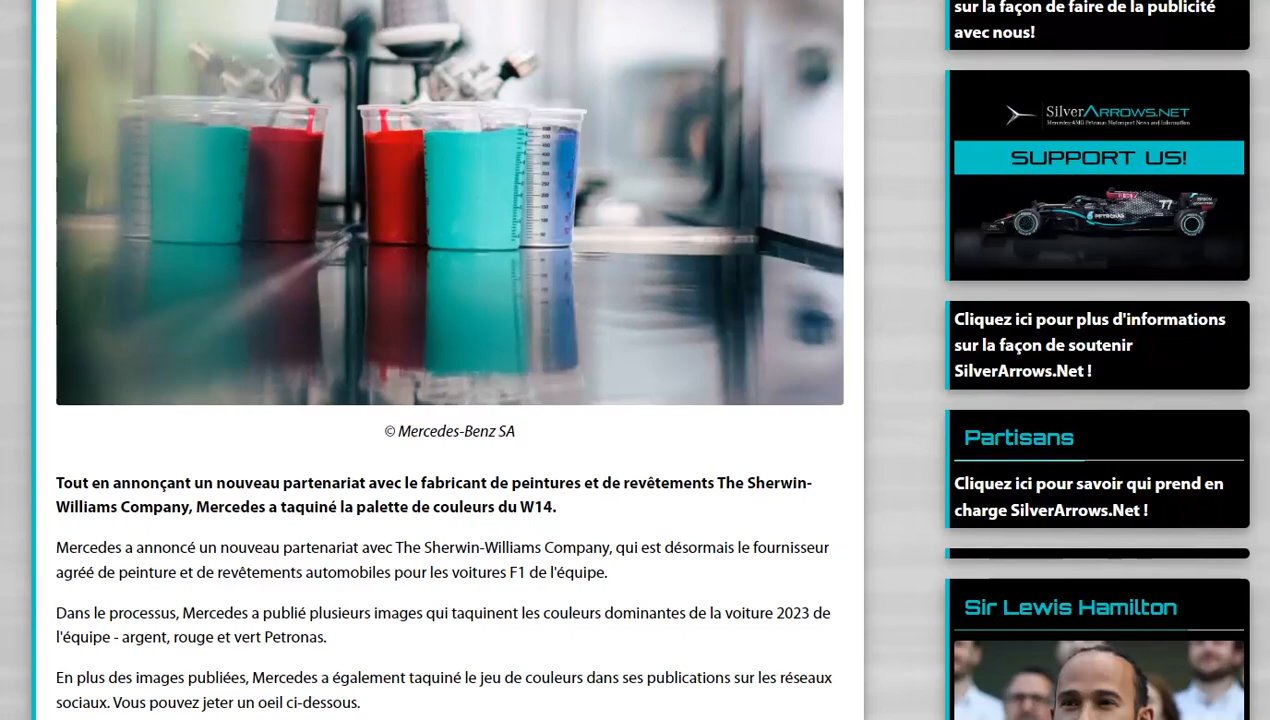 © Mercedes-Benz SA
Tout en annonçant un nouveau partenariat avec le fabricant de peintures et de revêtements The Sherwin-
Williams Company, Mercedes a taquiné la palette de couleurs du W14.
Mercedes a annoncé un nouveau partenariat avec The Sherwin-Williams Company, qui est désormais le fournisseur
agréé de peinture et de revêtements automobiles pour les voitures F1 de l'équipe.
Dans le processus, Mercedes a publié plusieurs images qui taquinent les couleurs dominantes de la voiture 2023 de
l'équipe - argent, rouge et vert Petronas.
En plus des images publiées, Mercedes a également taquiné le jeu de couleurs dans ses publications sur les réseaux
sociaux. Vous pouvez jeter un oeil ci-dessous.
sur la façon de faire de la publicité
avec nous!
SilverArrows.net
Mercedes-AMG Petronas Motorsport News and Information
SUPPORT US!
77
PETRONAS
Cliquez ici pour plus d'informations
sur la façon de soutenir
SilverArrows.Net !
Partisans
Cliquez ici pour savoir qui prend en
charge SilverArrows.Net !
Sir Lewis Hamilton